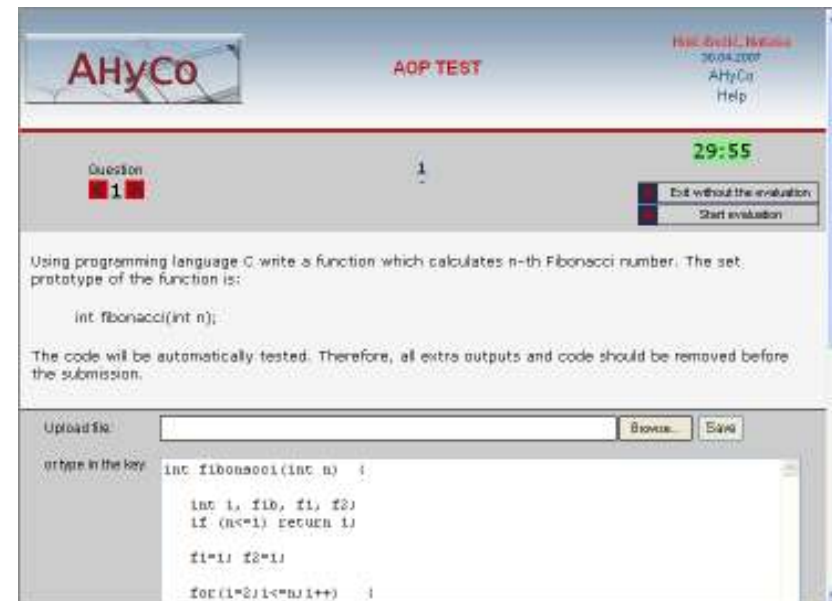 AHyCo
AOP TEST
30.04.2007
AHyCo
Help
29:55
Question
1
1
Exit without the evaluation
Start evaluation
Using programming language C write a function which calculates n-th Fibonacci number. The set
prototype of the function is:
int fibonacci(int n);
The code will be automatically tested. Therefore, all extra outputs and code should be removed before
the submission.
Upload file:
Browse...
Save
or type in the key
int fibonacci(int n) {
int i, fib, f1, f2;
if (n<=1) return 1;
f1=1; f2=1;
for(i=2;i<=n;i++) {